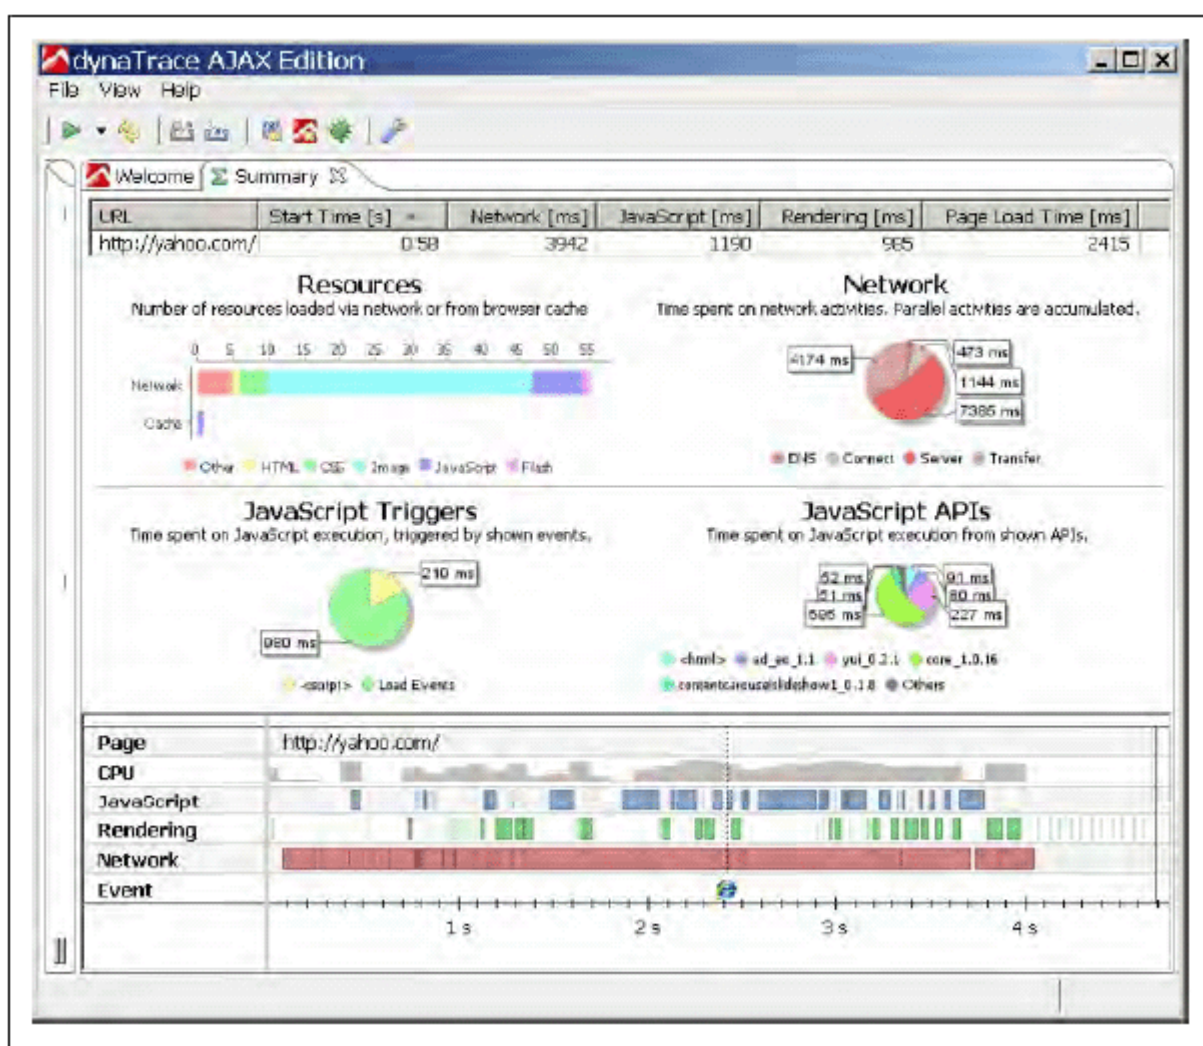 dynaTrace AJAX Edition
File View Help
Welcome Summary
URL Start Time [s] Network [ms] JavaScript [ms] Rendering [ms] Page Load Time [ms]
http://yahoo.com/ 0.58 3942 1190 985 2415
Resources
Number of resources loaded via network or from browser cache
0 5 10 15 20 25 30 35 40 45 50 55
Network
Cache
Other HTML CSS Image JavaScript Flash
Network
Time spent on network activities. Parallel activities are accumulated.
4174 ms
473 ms
1144 ms
7385 ms
DNS Connect Server Transfer
JavaScript Triggers
Time spent on JavaScript execution, triggered by shown events.
210 ms
980 ms
<script> Load Events
JavaScript APIs
Time spent on JavaScript execution from shown APIs.
52 ms
51 ms
91 ms
227 ms
core_1.0.16
Others
Page http://yahoo.com/
CPU
JavaScript
Rendering
Network
Event
1 s 2 s 3 s 4 s